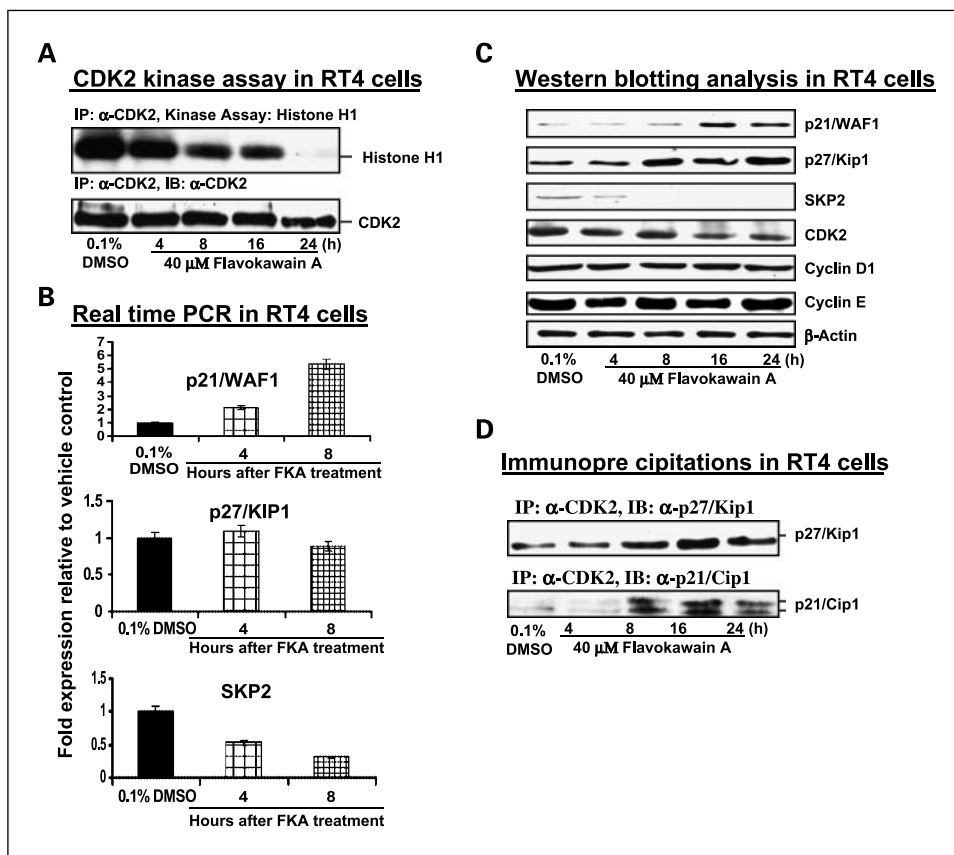 A
CDK2 kinase assay in RT4 cells
IP: α-CDK2, Kinase Assay: Histone H1
Histone H1
IP: α-CDK2, IB: α-CDK2
CDK2
0.1% DMSO
4 8 16 24 (h)
40 µM Flavokawain A
B
Real time PCR in RT4 cells
Fold expression relative to vehicle control
7
6
5
4
3
2
1
0
p21/WAF1
0.1% DMSO
4 8
Hours after FKA treatment
1.5
1
0.5
0
p27/KIP1
0.1% DMSO
4 8
Hours after FKA treatment
1.5
1
0.5
0
SKP2
0.1% DMSO
4 8
Hours after FKA treatment
C
Western blotting analysis in RT4 cells
p21/WAF1
p27/Kip1
SKP2
CDK2
Cyclin D1
Cyclin E
β-Actin
0.1% DMSO
4 8 16 24 (h)
40 µM Flavokawain A
D
Immunopre cipitations in RT4 cells
IP: α-CDK2, IB: α-p27/Kip1
p27/Kip1
IP: α-CDK2, IB: α-p21/Cip1
p21/Cip1
0.1% DMSO
4 8 16 24 (h)
40 µM Flavokawain A